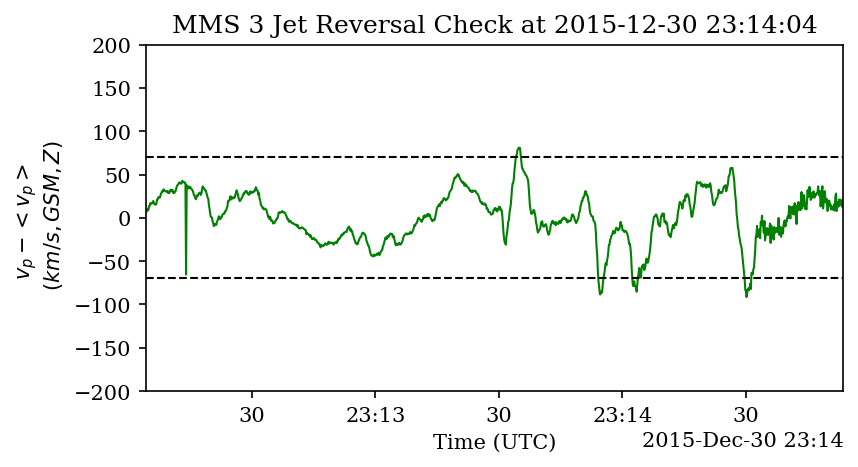 MMS 3 Jet Reversal Check at 2015-12-30 23:14:04
v_p − < v_p >
(km/s, GSM, Z)
200
150
100
50
0
−50
−100
−150
−200
30 23:13 30 23:14 30
Time (UTC) 2015-Dec-30 23:14